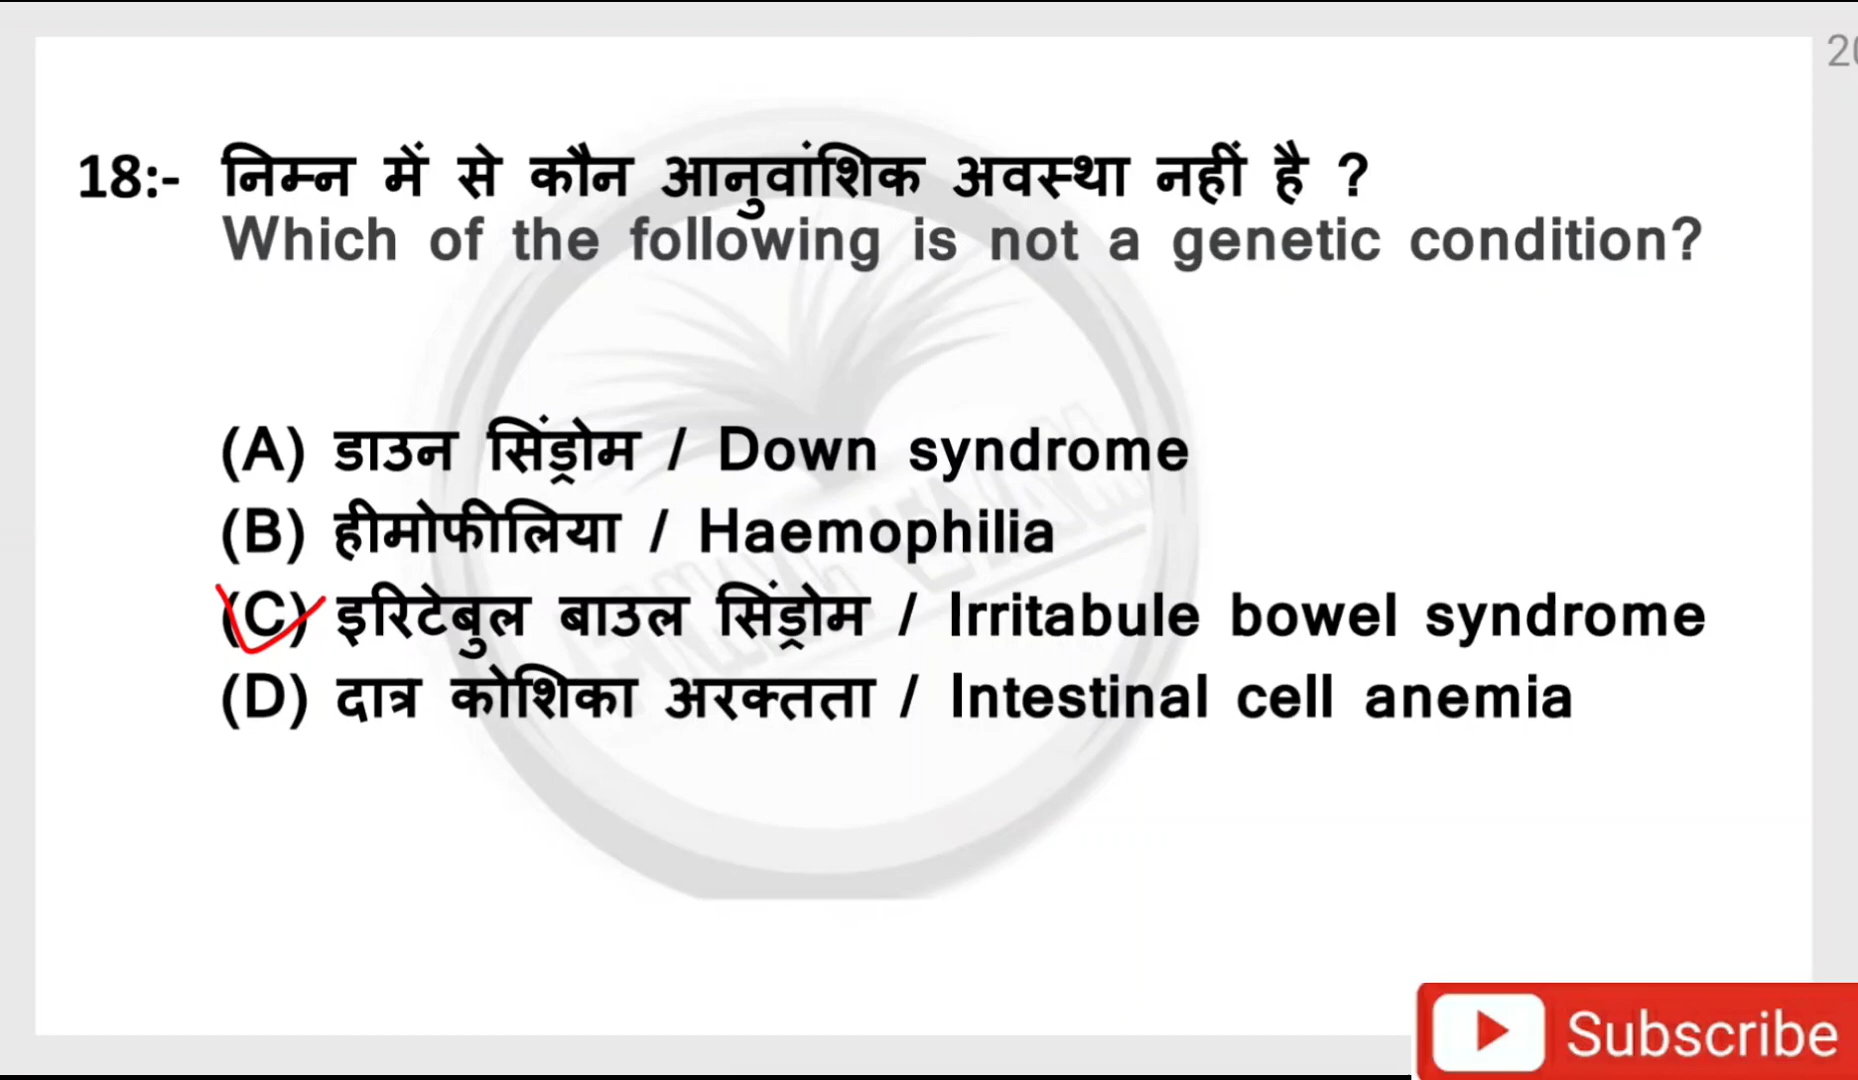 20
18:- निम्न में से कौन आनुवांशिक अवस्था नहीं है ?
Which of the following is not a genetic condition?
(A) डाउन सिंड्रोम / Down syndrome
(B) हीमोफीलिया / Haemophilia
(C) इरिटेबुल बाउल सिंड्रोम / Irritabule bowel syndrome
(D) दात्र कोशिका अरक्तता / Intestinal cell anemia
Subscribe